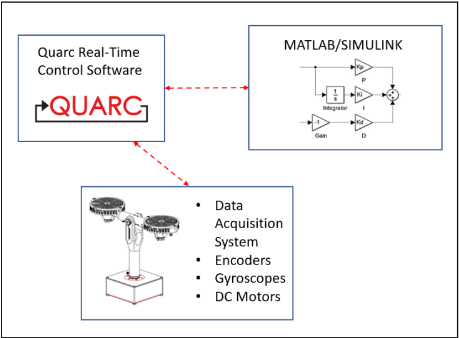 Quarc Real-Time
Control Software
QUARC
MATLAB/SIMULINK
Kp
P
1
s
Integrator
Ki
I
-1
Gain
Kd
D
• Data
Acquisition
System
• Encoders
• Gyroscopes
• DC Motors